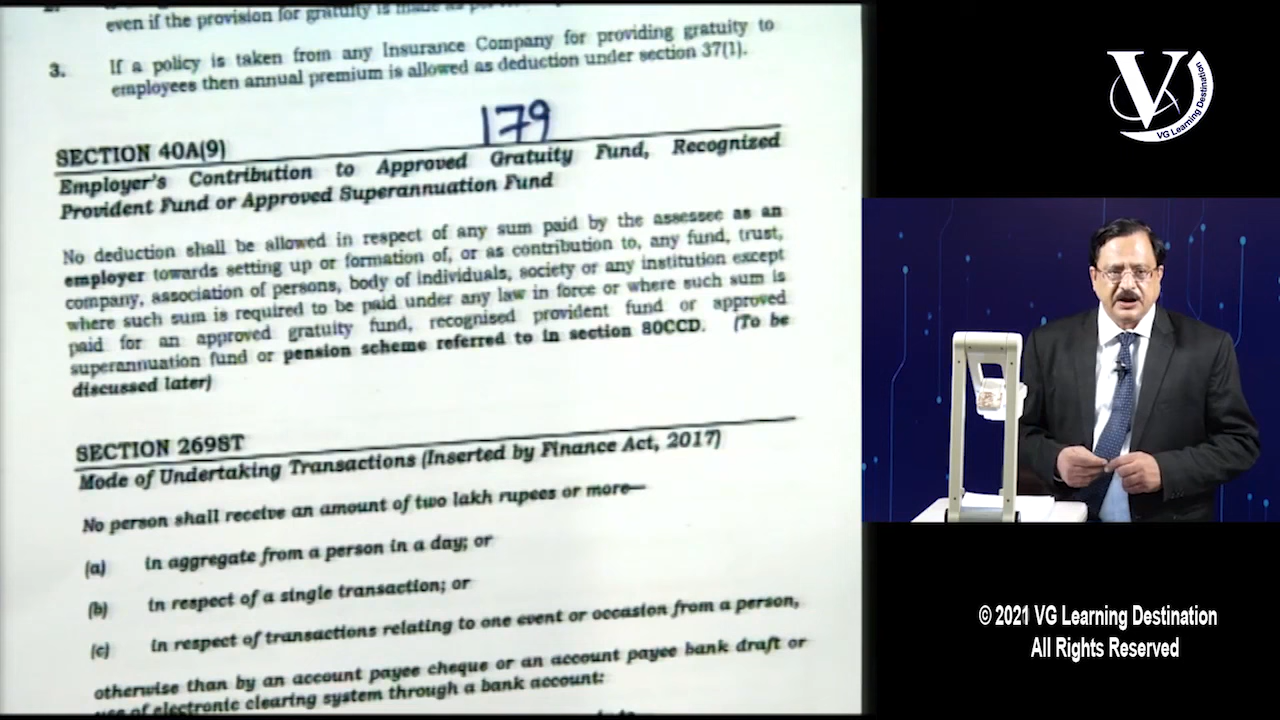 even if the provision for gratuity is made as
3. If a policy is taken from any Insurance Company for providing gratuity to
employees then annual premium is allowed as deduction under section 37(1).
179
SECTION 40A(9)
Employer's Contribution to Approved Gratuity Fund, Recognized
Provident Fund or Approved Superannuation Fund
No deduction shall be allowed in respect of any sum paid by the assessee as an
employer towards setting up or formation of, or as contribution to, any fund, trust,
company, association of persons, body of individuals, society or any institution except
where such sum is required to be paid under any law in force or where such sum is
paid for an approved gratuity fund, recognised provident fund or approved
superannuation fund or pension scheme referred to in section 80CCD. (To be
discussed later)
SECTION 269ST
Mode of Undertaking Transactions (Inserted by Finance Act, 2017)
No person shall receive an amount of two lakh rupees or more—
(a) in aggregate from a person in a day; or
(b) in respect of a single transaction; or
(c) in respect of transactions relating to one event or occasion from a person,
otherwise than by an account payee cheque or an account payee bank draft or
use of electronic clearing system through a bank account:
V
VG Learning Destination
© 2021 VG Learning Destination
All Rights Reserved